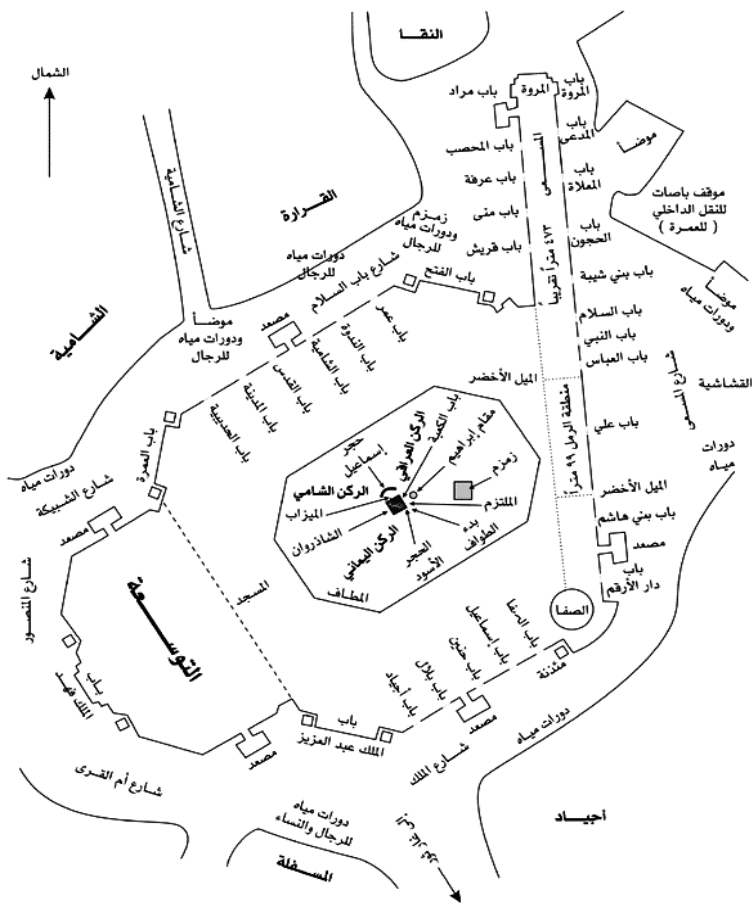 النقا
الشمال
باب مراد
المروة
باب
المروة
باب
المدعى
موضأ
المسعى
باب المحصب
باب عرفة
باب
المعلاة
موقف باصات
للنقل الداخلي
( للعمرة )
شارع الشامية
القرارة
زمزم
ودورات مياه
للرجال
باب منى
باب قريش
باب
الحجون
٤٧٣ متراً تقريباً
دورات مياه
للرجال
شارع باب السلام
باب الفتح
باب بني شيبة
موضأ
ودورات مياه
الشامية
موضأ
ودورات مياه
للرجال
مصعد
باب عمر
باب الندوة
باب الشامية
باب القدس
باب المدينة
باب الحديبية
باب السلام
باب النبي
باب العباس
شارع المسعى
القشاشية
الميل الأخضر
منطقة الرمل ٩٩ متراً
باب علي
دورات
مياه
الميل الأخضر
باب بني هاشم
مصعد
باب
دار الأرقم
الصفا
مئذنة
باب العمرة
دورات مياه
شارع الشبيكة
مصعد
شارع المنصور
حجر
إسماعيل
الركن العراقي
باب الكعبة
مقام إبراهيم
زمزم
الركن الشامي
الميزاب
الملتزم
الشاذروان
الركن اليماني
الحجر
الأسود
بدء
الطواف
المطاف
المسجد
التوسعة
باب
الملك فهد
باب الصفا
باب إسماعيل
باب حنين
باب بلال
باب أجياد
مصعد
باب
الملك عبد العزيز
مصعد
شارع الملك
دورات مياه
شارع أم القرى
دورات مياه
للرجال والنساء
المسفلة
إلى غار ثور
أجياد